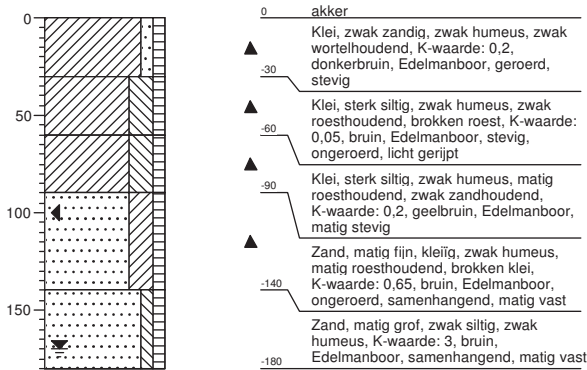 0
50
100
150
0 akker
Klei, zwak zandig, zwak humeus, zwak
wortelhoudend, K-waarde: 0,2,
donkerbruin, Edelmanboor, geroerd,
stevig
-30
Klei, sterk siltig, zwak humeus, zwak
roesthoudend, brokken roest, K-waarde:
0,05, bruin, Edelmanboor, stevig,
ongeroerd, licht gerijpt
-60
Klei, sterk siltig, zwak humeus, matig
roesthoudend, zwak zandhoudend,
K-waarde: 0,2, geelbruin, Edelmanboor,
matig stevig
-90
Zand, matig fijn, kleiïg, zwak humeus,
matig roesthoudend, brokken klei,
K-waarde: 0,65, bruin, Edelmanboor,
ongeroerd, samenhangend, matig vast
-140
Zand, matig grof, zwak siltig, zwak
humeus, K-waarde: 3, bruin,
Edelmanboor, samenhangend, matig vast
-180